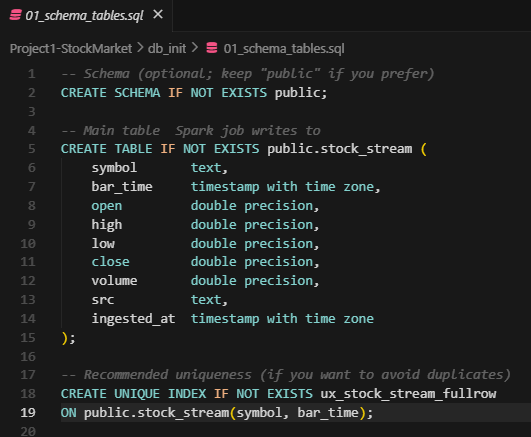 01_schema_tables.sql ×
Project1-StockMarket > db_init > 01_schema_tables.sql
1 -- Schema (optional; keep "public" if you prefer)
2 CREATE SCHEMA IF NOT EXISTS public;
3
4 -- Main table  Spark job writes to
5 CREATE TABLE IF NOT EXISTS public.stock_stream (
6     symbol       text,
7     bar_time     timestamp with time zone,
8     open         double precision,
9     high         double precision,
10     low          double precision,
11     close        double precision,
12     volume       double precision,
13     src          text,
14     ingested_at  timestamp with time zone
15 );
16
17 -- Recommended uniqueness (if you want to avoid duplicates)
18 CREATE UNIQUE INDEX IF NOT EXISTS ux_stock_stream_fullrow
19 ON public.stock_stream(symbol, bar_time);
20